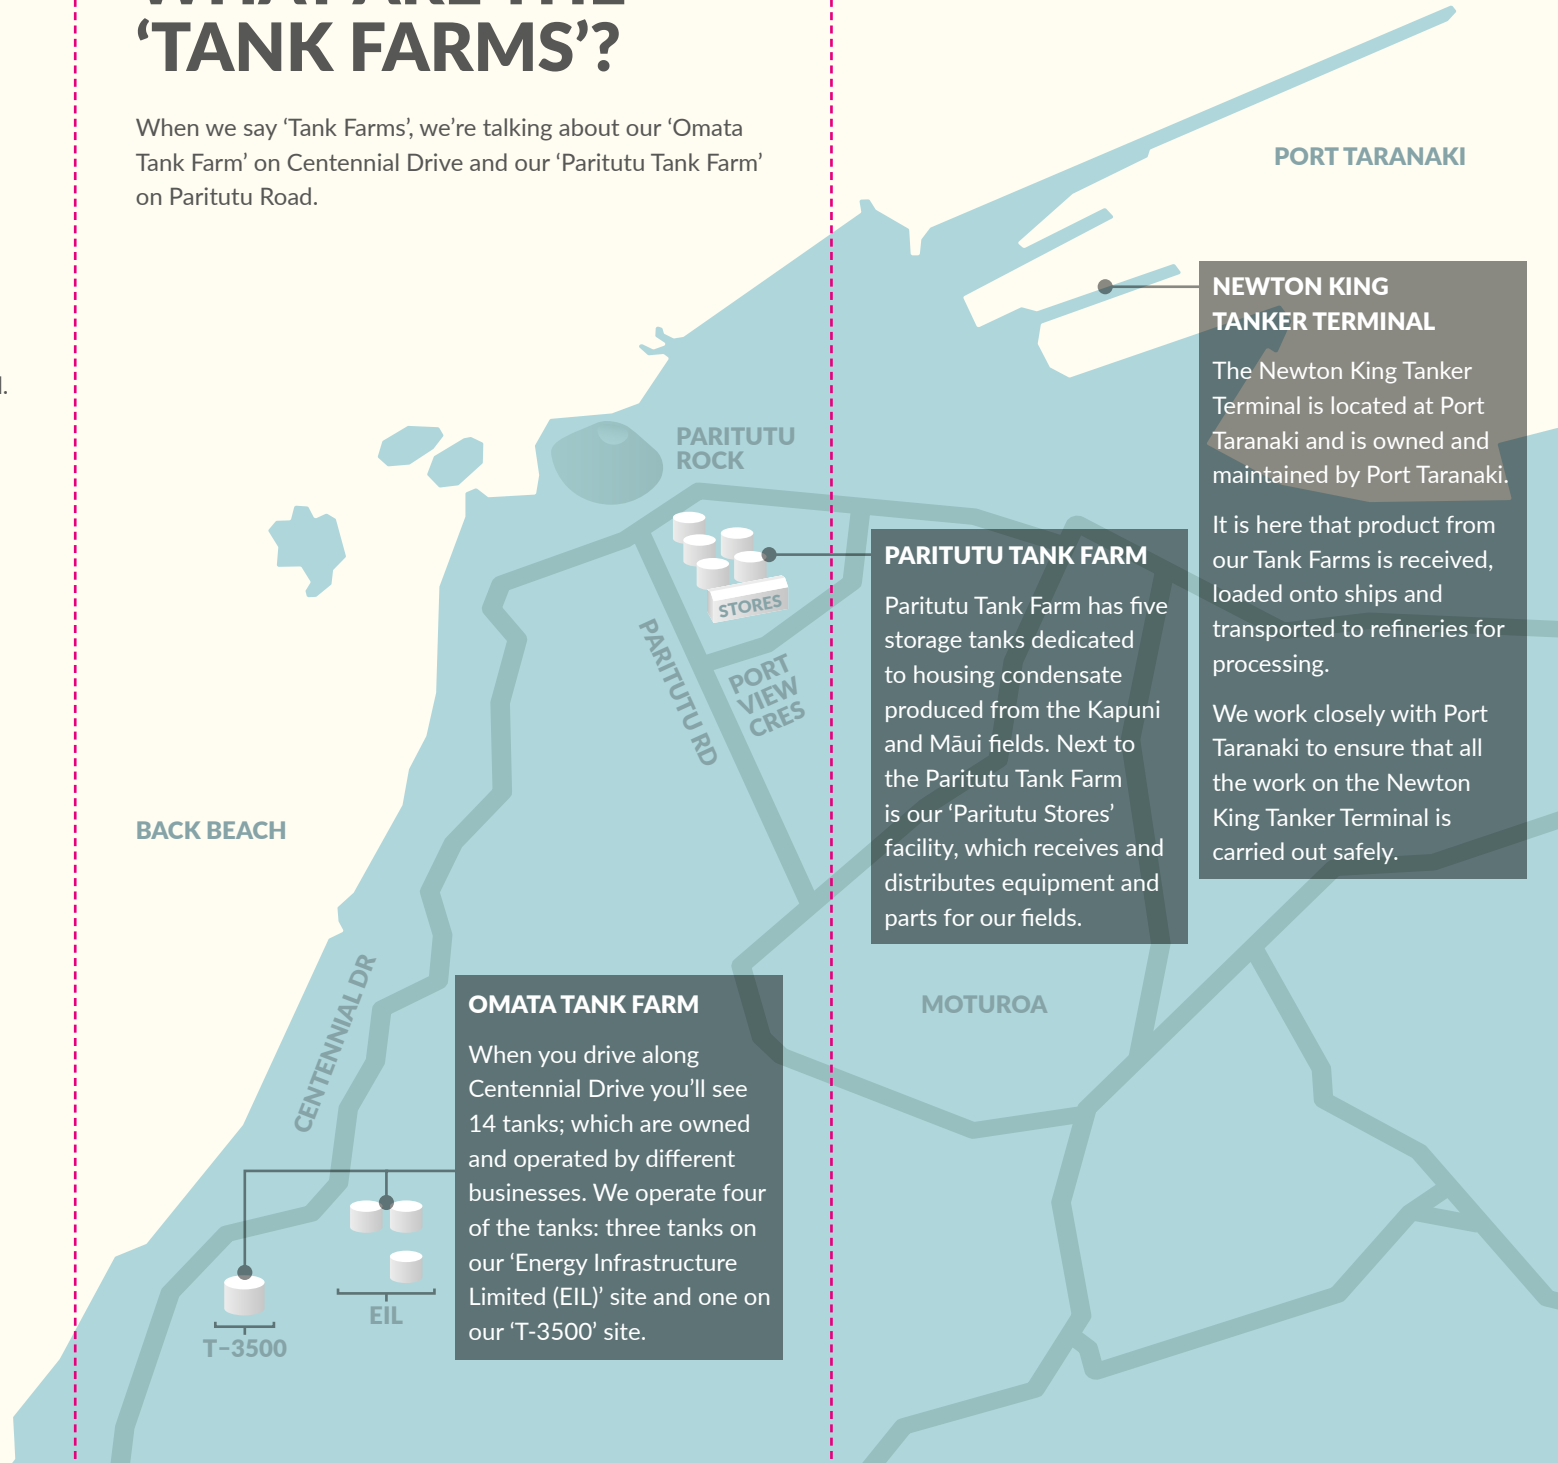 WHAT ARE THE
‘TANK FARMS’?
When we say ‘Tank Farms’, we’re talking about our ‘Omata
Tank Farm’ on Centennial Drive and our ‘Paritutu Tank Farm’
on Paritutu Road.
PORT TARANAKI
NEWTON KING
TANKER TERMINAL
The Newton King Tanker
Terminal is located at Port
Taranaki and is owned and
maintained by Port Taranaki.
It is here that product from
our Tank Farms is received,
loaded onto ships and
transported to refineries for
processing.
We work closely with Port
Taranaki to ensure that all
the work on the Newton
King Tanker Terminal is
carried out safely.
PARITUTU
ROCK
STORES
PARITUTU RD
PORT
VIEW
CRES
PARITUTU TANK FARM
Paritutu Tank Farm has five
storage tanks dedicated
to housing condensate
produced from the Kapuni
and Māui fields. Next to
the Paritutu Tank Farm
is our ‘Paritutu Stores’
facility, which receives and
distributes equipment and
parts for our fields.
BACK BEACH
CENTENNIAL DR
MOTUROA
OMATA TANK FARM
When you drive along
Centennial Drive you’ll see
14 tanks; which are owned
and operated by different
businesses. We operate four
of the tanks: three tanks on
our ‘Energy Infrastructure
Limited (EIL)’ site and one on
our ‘T-3500’ site.
EIL
T–3500